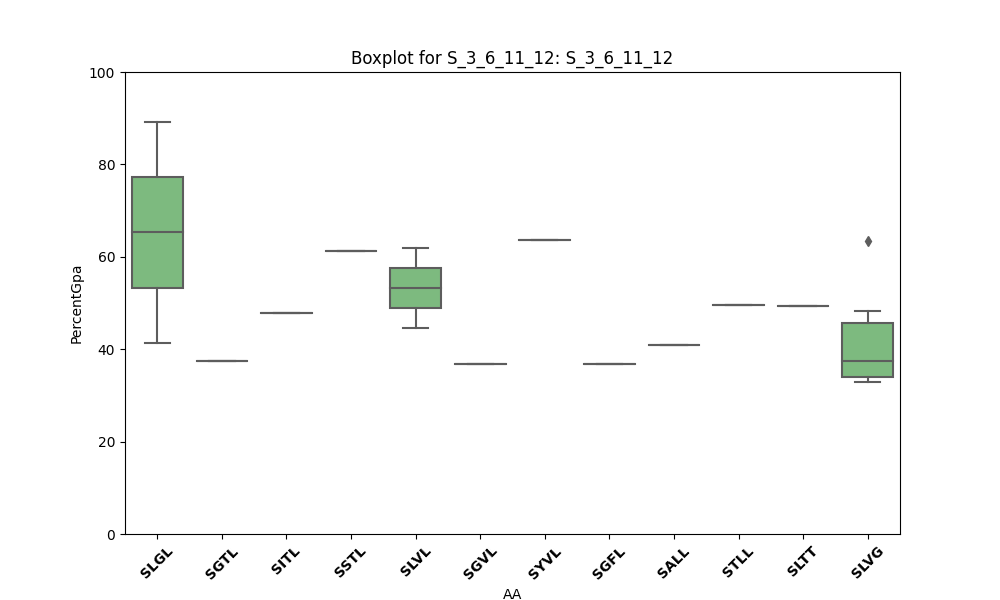 Boxplot for S_3_6_11_12: S_3_6_11_12
100
80
60
40
20
0
PercentGpa
SLGL SGTL SITL SSTL SLVL SGVL SYVL SGFL SALL STLL SLTT SLVG
AA